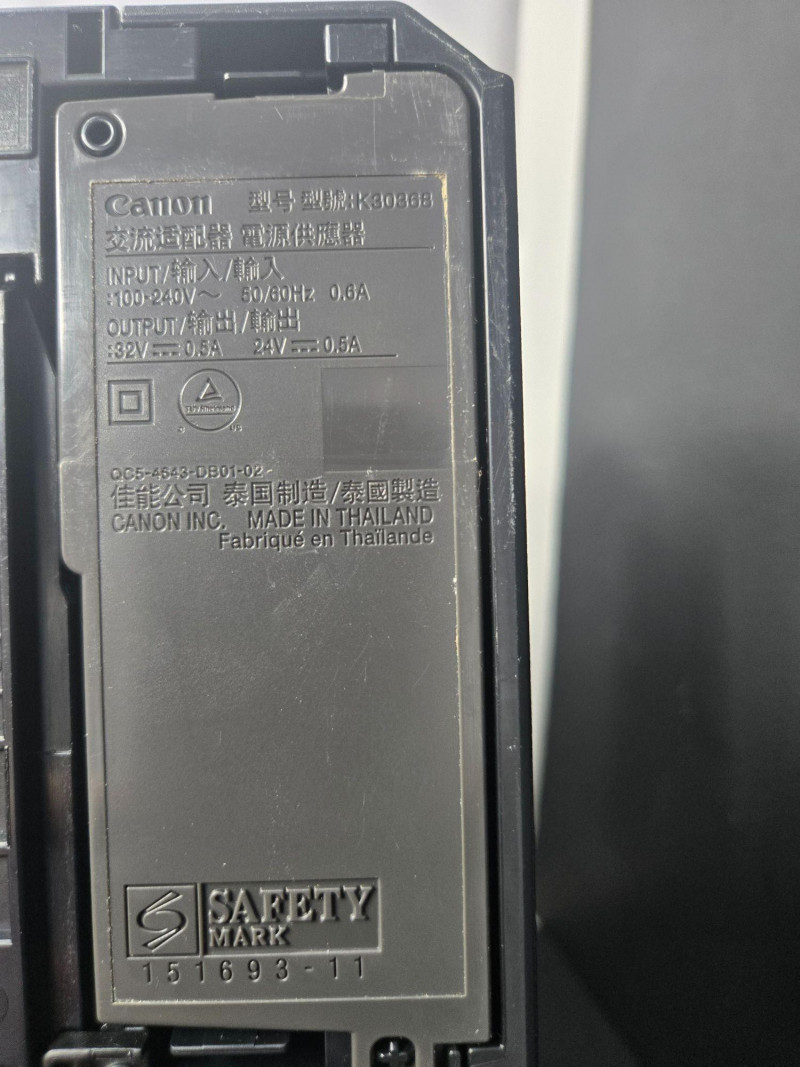 Canon 型号 型號:K30368
交流适配器 電源供應器
INPUT/输入/輸入
:100-240V～ 50/60Hz 0.6A
OUTPUT/输出/輸出
:32V⎓0.5A 24V⎓0.5A
TÜV Rheinland
c US
QC5-4643-DB01-02-
佳能公司 泰国制造/泰國製造
CANON INC. MADE IN THAILAND
Fabriqué en Thaïlande
SAFETY
MARK
151693-11